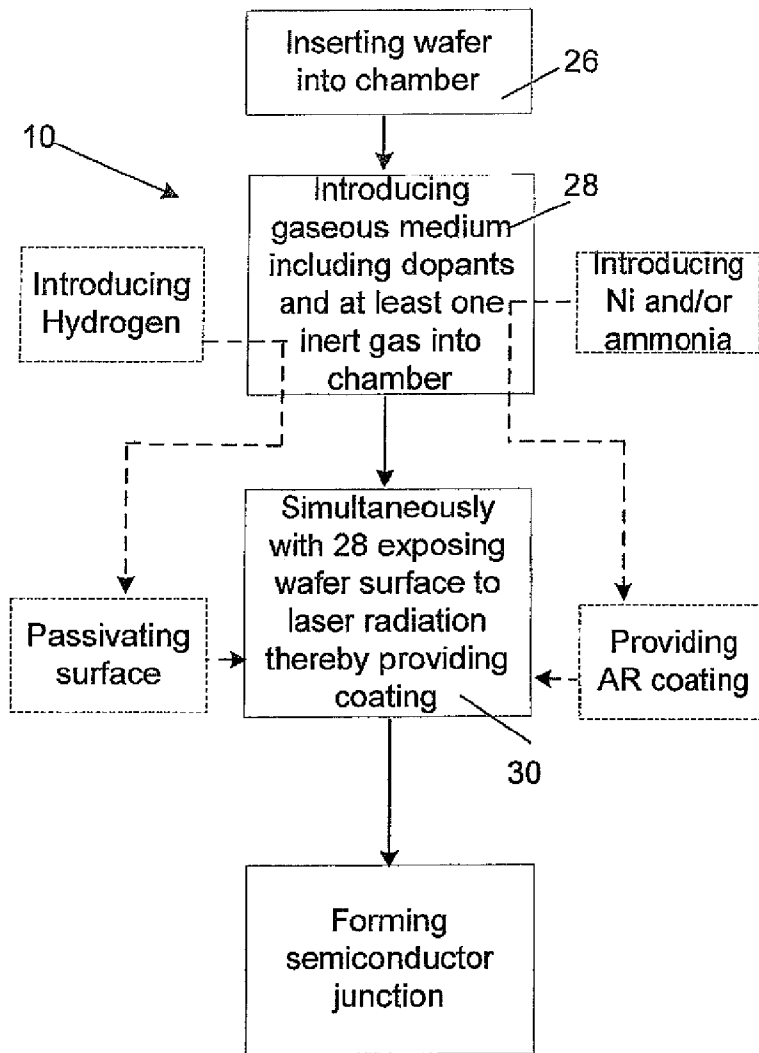 Inserting wafer
into chamber
26
10
Introducing
gaseous medium
including dopants
and at least one
inert gas into
chamber
28
Introducing
Hydrogen
Introducing
Ni and/or
ammonia
Simultaneously
with 28 exposing
wafer surface to
laser radiation
thereby providing
coating
30
Passivating
surface
Providing
AR coating
Forming
semiconductor
junction